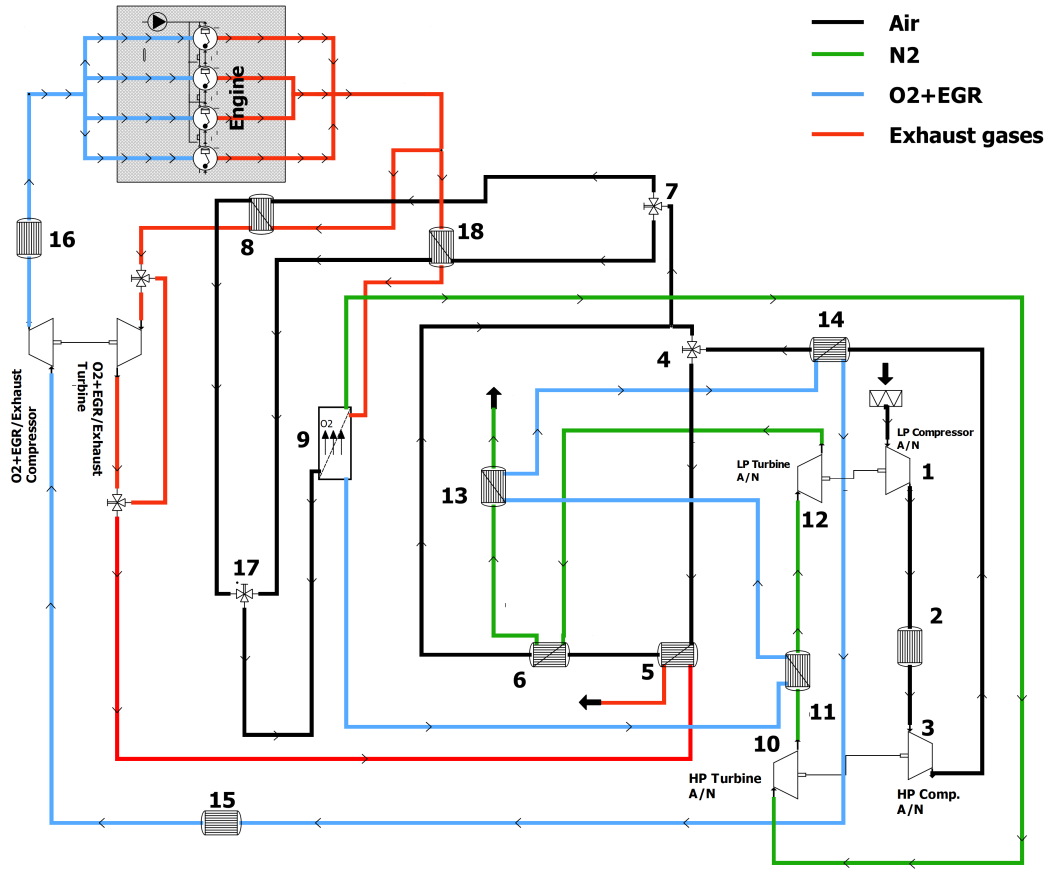 Air
N2
O2+EGR
Exhaust gases
Engine
7
16
8
18
14
4
O2+EGR/Exhaust
Compressor
O2+EGR/Exhaust
Turbine
O2
9
LP Compressor
A/N
LP Turbine
A/N
1
13
12
17
2
6
5
11
3
10
HP Turbine
A/N
HP Comp.
A/N
15